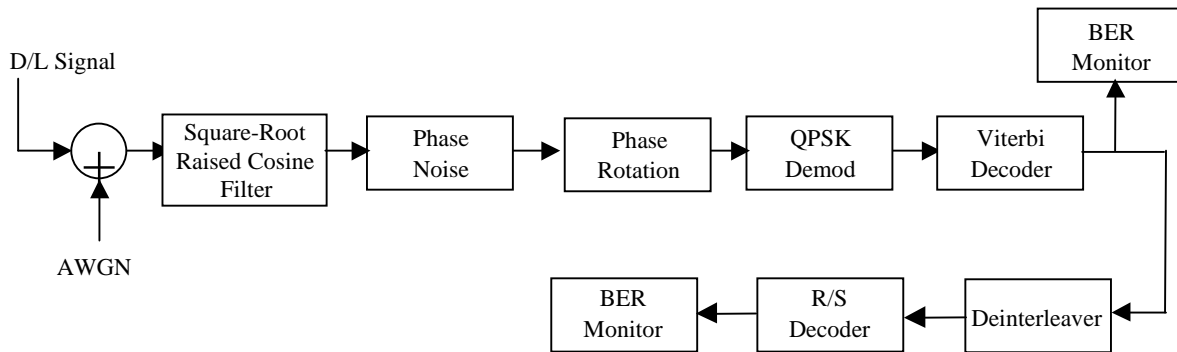 BER
Monitor
D/L Signal
Square-Root
Raised Cosine
Filter
Phase
Noise
Phase
Rotation
QPSK
Demod
Viterbi
Decoder
AWGN
BER
Monitor
R/S
Decoder
Deinterleaver